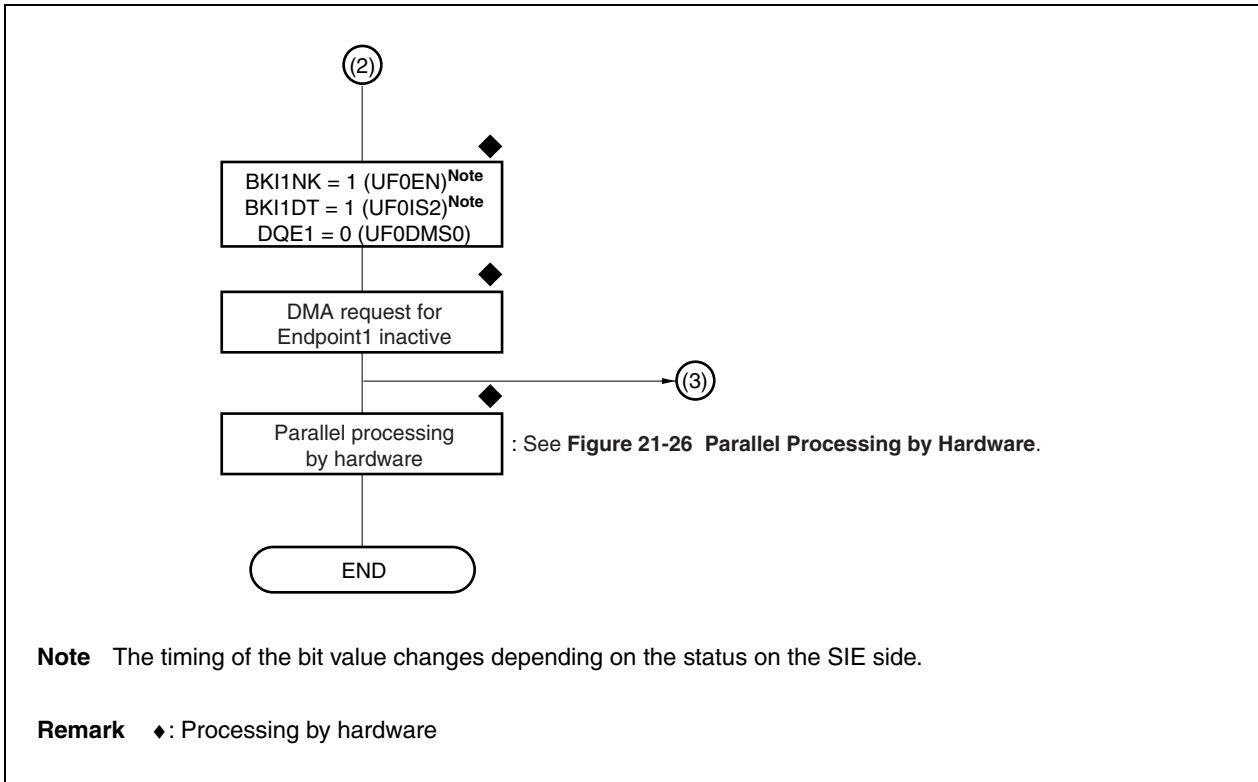 (2)
BKI1NK = 1 (UF0EN)Note
BKI1DT = 1 (UF0IS2)Note
DQE1 = 0 (UF0DMS0)
DMA request for
Endpoint1 inactive
(3)
Parallel processing
by hardware
: See Figure 21-26 Parallel Processing by Hardware.
END
Note The timing of the bit value changes depending on the status on the SIE side.
Remark ♦: Processing by hardware